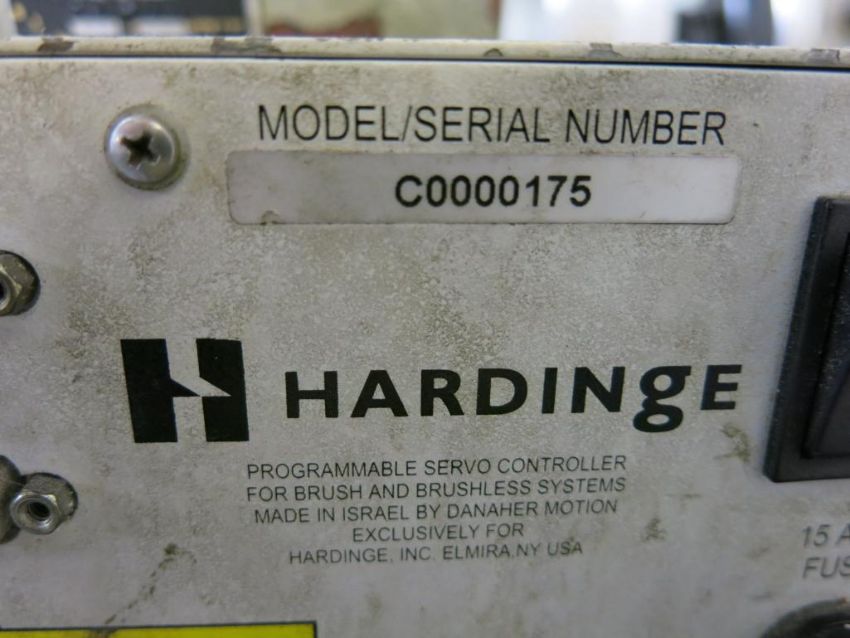 MODEL/SERIAL NUMBER
C0000175
HARDINgE
PROGRAMMABLE SERVO CONTROLLER
FOR BRUSH AND BRUSHLESS SYSTEMS
MADE IN ISRAEL BY DANAHER MOTION
EXCLUSIVELY FOR
HARDINGE, INC. ELMIRA, NY USA
15 A
FUS